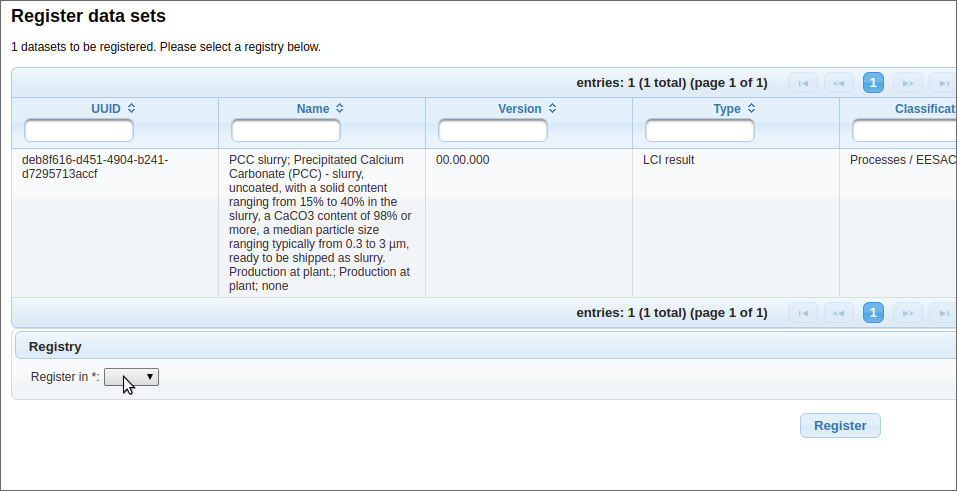 Register data sets
1 datasets to be registered. Please select a registry below.
entries: 1 (1 total) (page 1 of 1) 1
UUID Name Version Type Classificat
deb8f616-d451-4904-b241-
d7295713accf
PCC slurry; Precipitated Calcium
Carbonate (PCC) - slurry,
uncoated, with a solid content
ranging from 15% to 40% in the
slurry, a CaCO3 content of 98% or
more, a median particle size
ranging typically from 0.3 to 3 µm,
ready to be shipped as slurry.
Production at plant.; Production at
plant; none
00.00.000
LCI result
Processes / EESAC
entries: 1 (1 total) (page 1 of 1) 1
Registry
Register in *:
Register